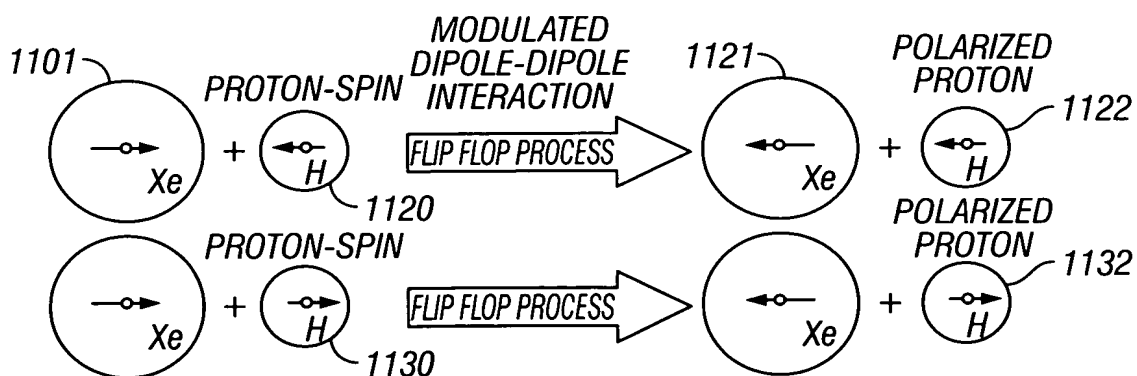 MODULATED
DIPOLE-DIPOLE
INTERACTION
1101
PROTON-SPIN
1121
POLARIZED
PROTON
1122
+
FLIP FLOP PROCESS
+
Xe
H
Xe
H
1120
PROTON-SPIN
POLARIZED
PROTON
1132
+
FLIP FLOP PROCESS
+
Xe
H
Xe
H
1130